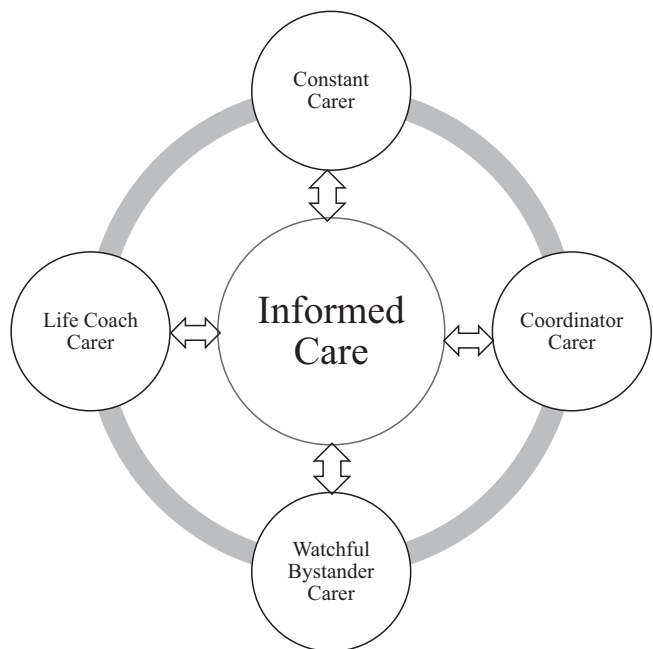 Constant
Carer
Life Coach
Carer
Informed
Care
Coordinator
Carer
Watchful
Bystander
Carer